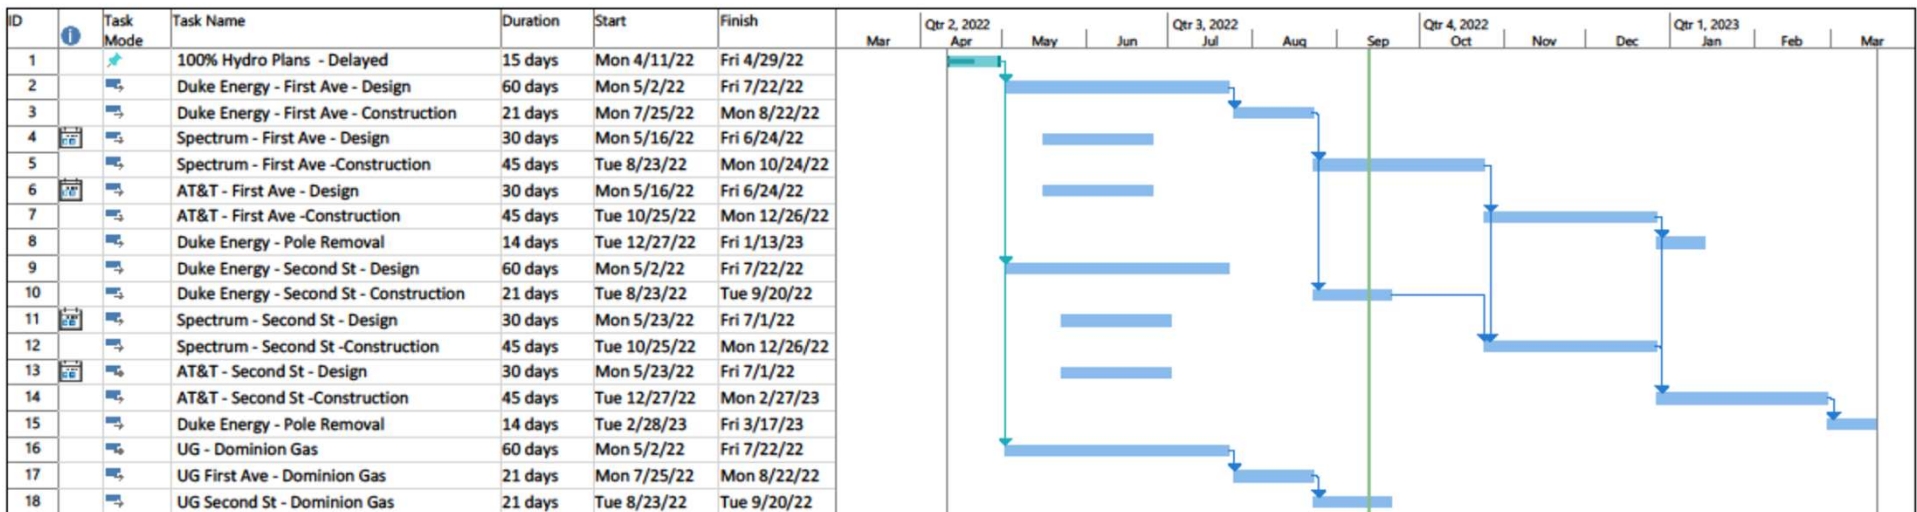 ID Task Mode Task Name Duration Start Finish
Qtr 2, 2022 Qtr 3, 2022 Qtr 4, 2022 Qtr 1, 2023
Mar Apr May Jun Jul Aug Sep Oct Nov Dec Jan Feb Mar
1 100% Hydro Plans - Delayed 15 days Mon 4/11/22 Fri 4/29/22
2 Duke Energy - First Ave - Design 60 days Mon 5/2/22 Fri 7/22/22
3 Duke Energy - First Ave - Construction 21 days Mon 7/25/22 Mon 8/22/22
4 Spectrum - First Ave - Design 30 days Mon 5/16/22 Fri 6/24/22
5 Spectrum - First Ave -Construction 45 days Tue 8/23/22 Mon 10/24/22
6 AT&T - First Ave - Design 30 days Mon 5/16/22 Fri 6/24/22
7 AT&T - First Ave -Construction 45 days Tue 10/25/22 Mon 12/26/22
8 Duke Energy - Pole Removal 14 days Tue 12/27/22 Fri 1/13/23
9 Duke Energy - Second St - Design 60 days Mon 5/2/22 Fri 7/22/22
10 Duke Energy - Second St - Construction 21 days Tue 8/23/22 Tue 9/20/22
11 Spectrum - Second St - Design 30 days Mon 5/23/22 Fri 7/1/22
12 Spectrum - Second St -Construction 45 days Tue 10/25/22 Mon 12/26/22
13 AT&T - Second St - Design 30 days Mon 5/23/22 Fri 7/1/22
14 AT&T - Second St -Construction 45 days Tue 12/27/22 Mon 2/27/23
15 Duke Energy - Pole Removal 14 days Tue 2/28/23 Fri 3/17/23
16 UG - Dominion Gas 60 days Mon 5/2/22 Fri 7/22/22
17 UG First Ave - Dominion Gas 21 days Mon 7/25/22 Mon 8/22/22
18 UG Second St - Dominion Gas 21 days Tue 8/23/22 Tue 9/20/22